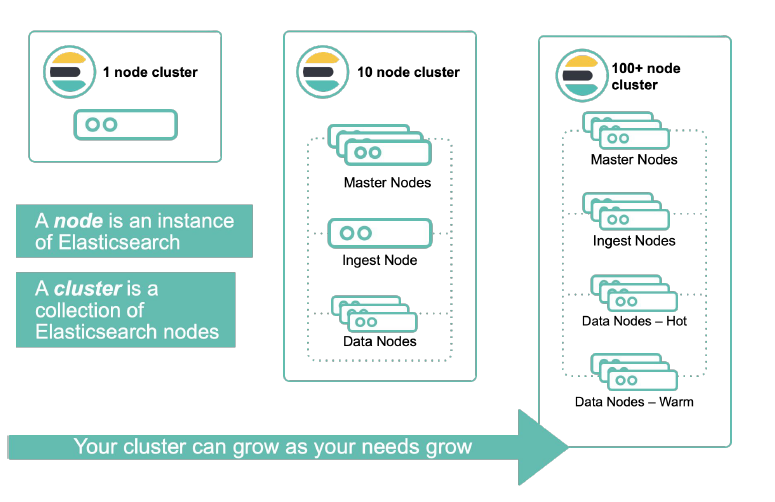 1 node cluster
A node is an instance
of Elasticsearch
A cluster is a
collection of
Elasticsearch nodes
10 node cluster
Master Nodes
Ingest Node
Data Nodes
100+ node
cluster
Master Nodes
Ingest Nodes
Data Nodes – Hot
Data Nodes – Warm
Your cluster can grow as your needs grow